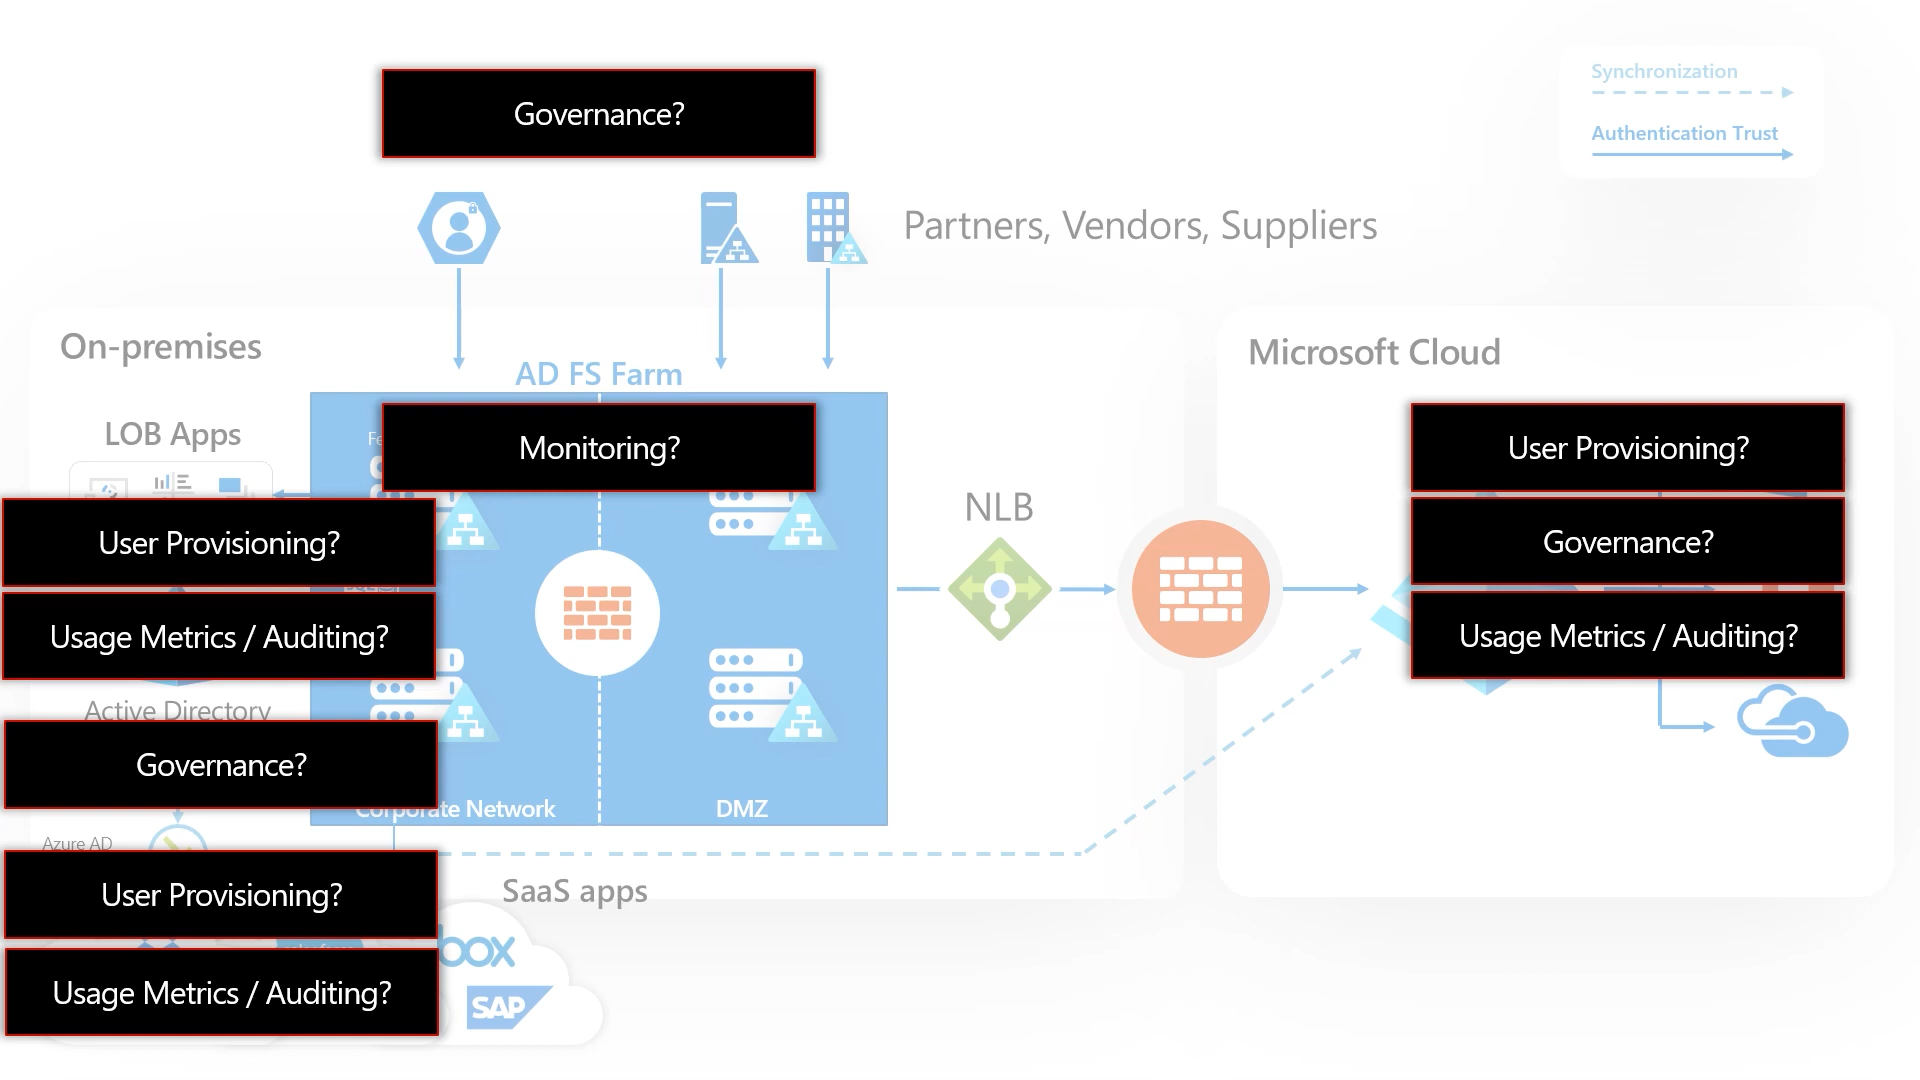 Synchronization
Authentication Trust
Governance?
Partners, Vendors, Suppliers
On-premises
Microsoft Cloud
AD FS Farm
LOB Apps
Monitoring?
User Provisioning?
Governance?
Usage Metrics / Auditing?
NLB
User Provisioning?
Usage Metrics / Auditing?
Active Directory
Governance?
Corporate Network
DMZ
Azure AD
User Provisioning?
SaaS apps
box
Usage Metrics / Auditing?
SAP